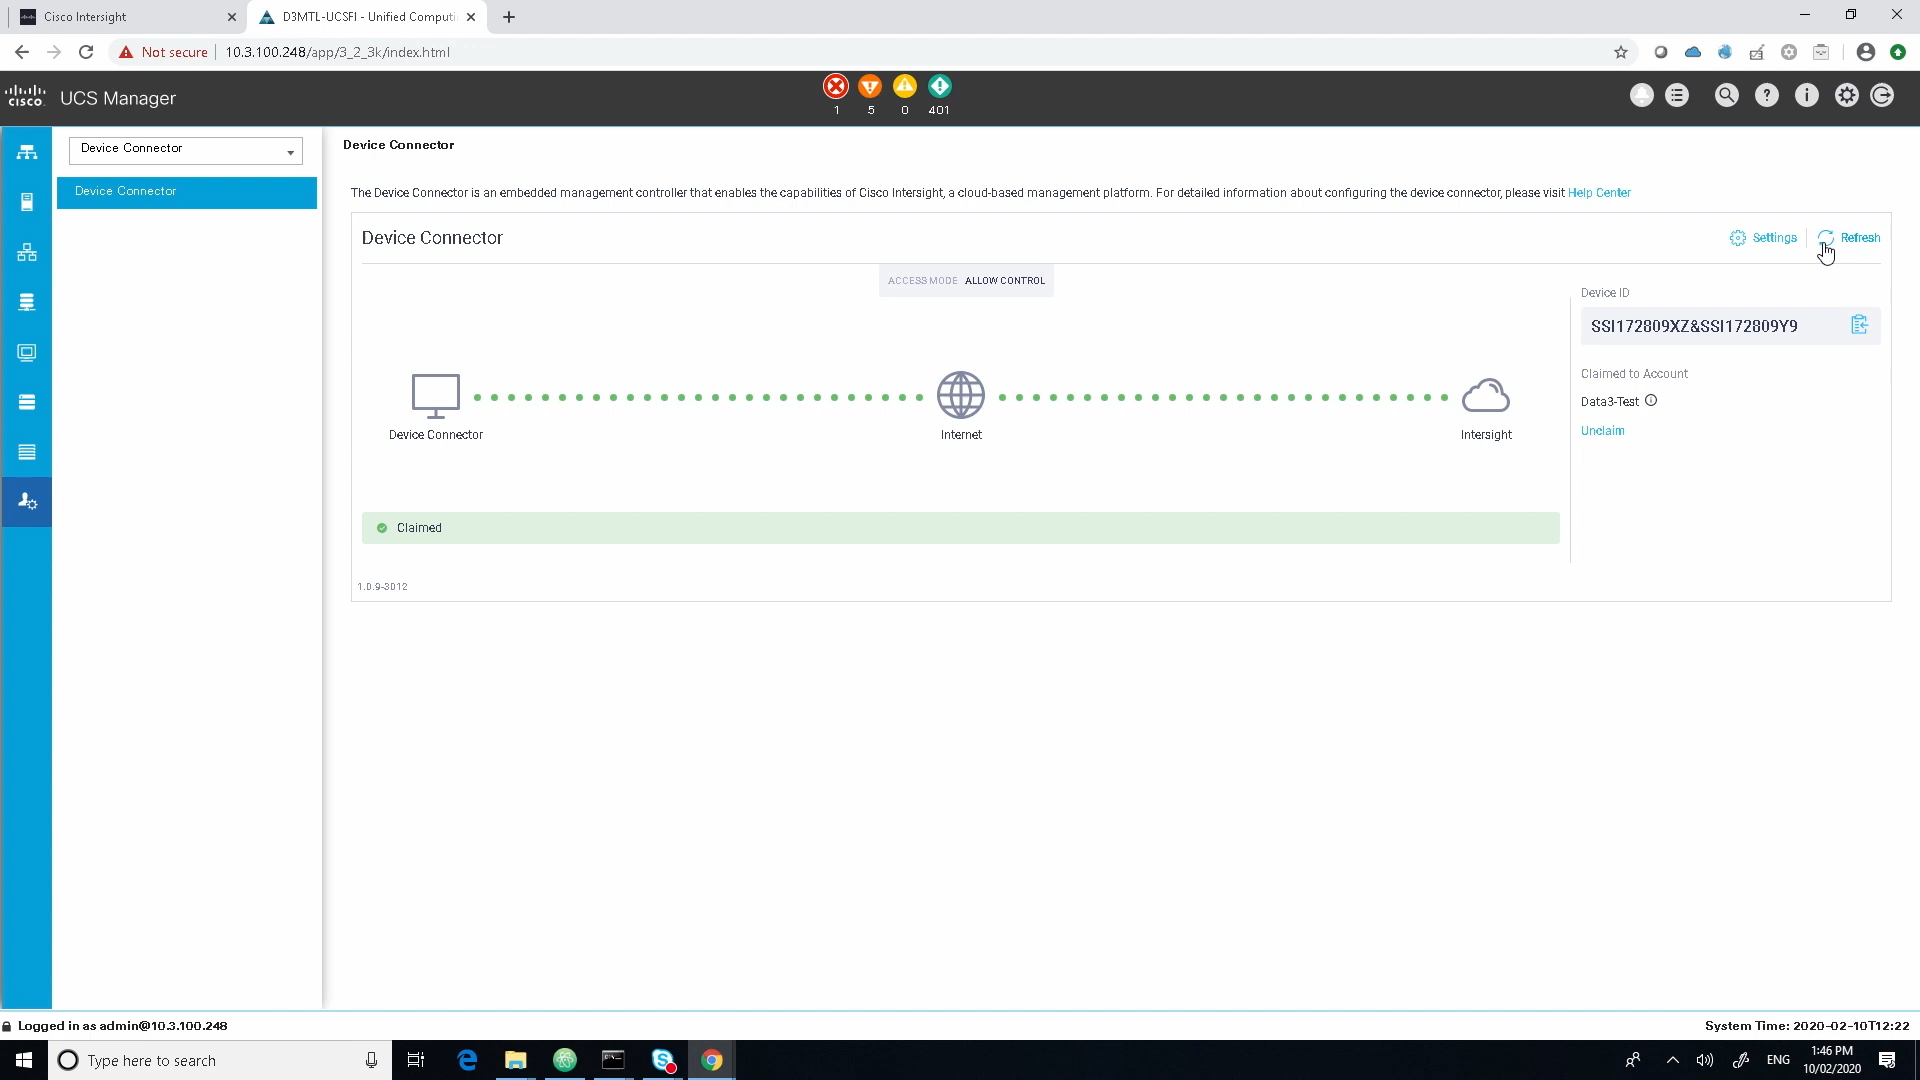 Cisco Intersight
D3MTL-UCSFI - Unified Computi
Not secure
10.3.100.248/app/3_2_3k/index.html
cisco
UCS Manager
1
5
0
401
Device Connector
Device Connector
Device Connector
The Device Connector is an embedded management controller that enables the capabilities of Cisco Intersight, a cloud-based management platform. For detailed information about configuring the device connector, please visit Help Center
Device Connector
Settings
Refresh
ACCESS MODE ALLOW CONTROL
Device ID
SSI172809XZ&SSI172809Y9
Claimed to Account
Data3-Test
Unclaim
Device Connector
Internet
Intersight
Claimed
1.0.9-3012
Logged in as admin@10.3.100.248
System Time: 2020-02-10T12:22
Type here to search
ENG
1:46 PM
10/02/2020